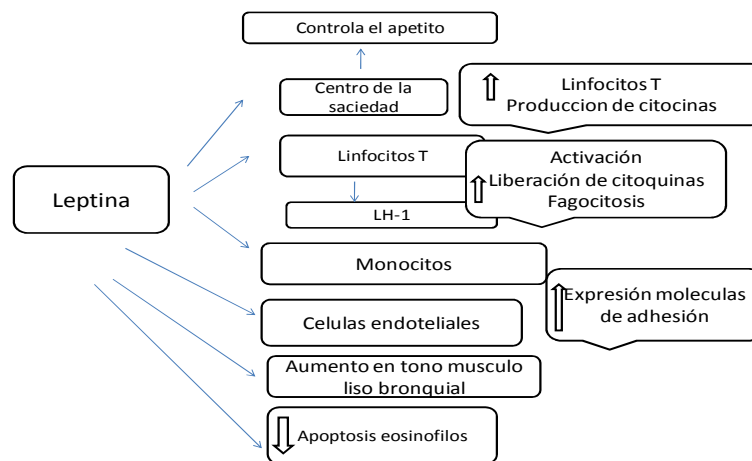 Controla el apetito
Centro de la
saciedad
Linfocitos T
Produccion de citocinas
Linfocitos T
Activación
Liberación de citoquinas
Fagocitosis
Leptina
LH-1
Monocitos
Expresión moleculas
de adhesión
Celulas endoteliales
Aumento en tono musculo
liso bronquial
Apoptosis eosinofilos